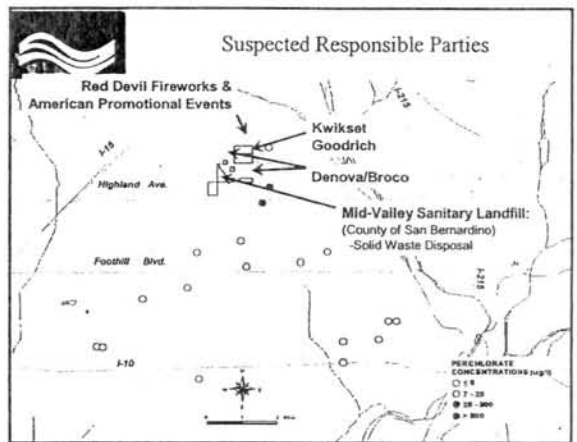 Suspected Responsible Parties
Red Devil Fireworks &
American Promotional Events
I-215
Kwikset
Goodrich
I-15
Denova/Broco
Highland Ave.
Mid-Valley Sanitary Landfill:
(County of San Bernardino)
-Solid Waste Disposal
Foothill Blvd.
I-215
I-10
PERCHLORATE
CONCENTRATIONS (ug/l)
7 - 25
> 500